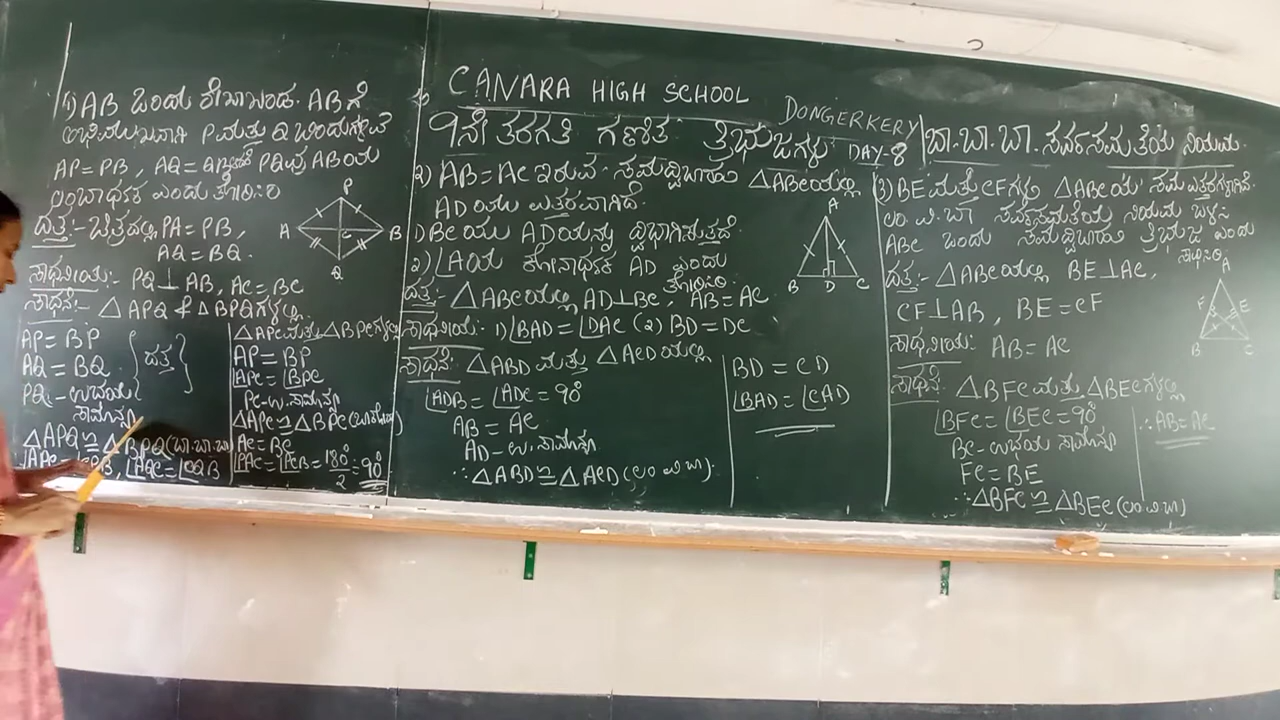 CANARA HIGH SCHOOL DONGERKERY
9ನೇ ತರಗತಿ ಗಣಿತ ತ್ರಿಭುಜಗಳು DAY-8
ಬಾ.ಬಾ.ಬಾ. ಸರ್ವಸಮತೆಯ ನಿಯಮ.
1) AB ಒಂದು ರೇಖಾಖಂಡ. AB ಗೆ
ಅಭಿಮುಖವಾಗಿ P ಮತ್ತು Q ಬಿಂದುಗಳಿವೆ
AP = PB, AQ = QB ಆದರೆ PQ ವು AB ಯ
ಲಂಬಾರ್ಧಕ ಎಂದು ತೋರಿಸಿರಿ
ದತ್ತ:- ಚಿತ್ರದಲ್ಲಿ PA = PB,
AQ = BQ.
ಸಾಧನೀಯ:- PQ ⊥ AB, AC = BC
ಸಾಧನೆ:- △APQ & △BPQ ಗಳಲ್ಲಿ
P
A C B
Q
AP = BP
AQ = BQ } ದತ್ತ
PQ - ಉಭಯ
ಸಾಮಾನ್ಯ
△APQ ≅ △BPQ (ಬಾ.ಬಾ.ಬಾ)
∠AQC = ∠CQB
△APC ಮತ್ತು △BPC ಗಳಲ್ಲಿ
AP = BP
∠APC = ∠BPC
PC - ಉ. ಸಾಮಾನ್ಯ
△APC ≅ △BPC (ಬಾ.ಕೋ.ಬಾ)
AC = BC
180°/2 = 90°
2) AB = AC ಇರುವ ಸಮದ್ವಿಬಾಹು △ABC ಯಲ್ಲಿ
AD ಯು ಎತ್ತರವಾಗಿದೆ.
1) BC ಯು AD ಯನ್ನು ದ್ವಿಭಾಗಿಸುತ್ತದೆ
2) ∠A ಯ ಕೋನಾರ್ಧಕ AD ಎಂದು
ತೋರಿಸಿರಿ
ದತ್ತ:- △ABC ಯಲ್ಲಿ AD ⊥ BC, AB = AC
ಸಾಧನೀಯ:- 1) ∠BAD = ∠DAC (2) BD = DC
ಸಾಧನೆ: △ABD ಮತ್ತು △ACD ಯಲ್ಲಿ
∠ADB = ∠ADC = 90°
AB = AC
AD - ಉ. ಸಾಮಾನ್ಯ
∴ △ABD ≅ △ACD (ಲಂ ವಿ ಬಾ).
A
B D C
BD = CD
∠BAD = ∠CAD
3) BE ಮತ್ತು CF ಗಳು △ABC ಯ ಸಮ ಎತ್ತರಗಳಾಗಿವೆ.
ಲಂ.ವಿ.ಬಾ ಸರ್ವಸಮತೆಯ ನಿಯಮ ಬಳಸಿ
ABC ಒಂದು ಸಮದ್ವಿಬಾಹು ತ್ರಿಭುಜ ಎಂದು
ಸಾಧಿಸಿರಿ
ದತ್ತ:- △ABC ಯಲ್ಲಿ BE ⊥ AC,
CF ⊥ AB, BE = CF
ಸಾಧನೀಯ:- AB = AC
ಸಾಧನೆ: △BFC ಮತ್ತು △BEC ಗಳಲ್ಲಿ
∠BFC = ∠BEC = 90°
BC - ಉಭಯ ಸಾಮಾನ್ಯ
FC = BE
∴ △BFC ≅ △BEC (ಲಂ ವಿ ಬಾ)
A
F E
B C
∴ AB = AC